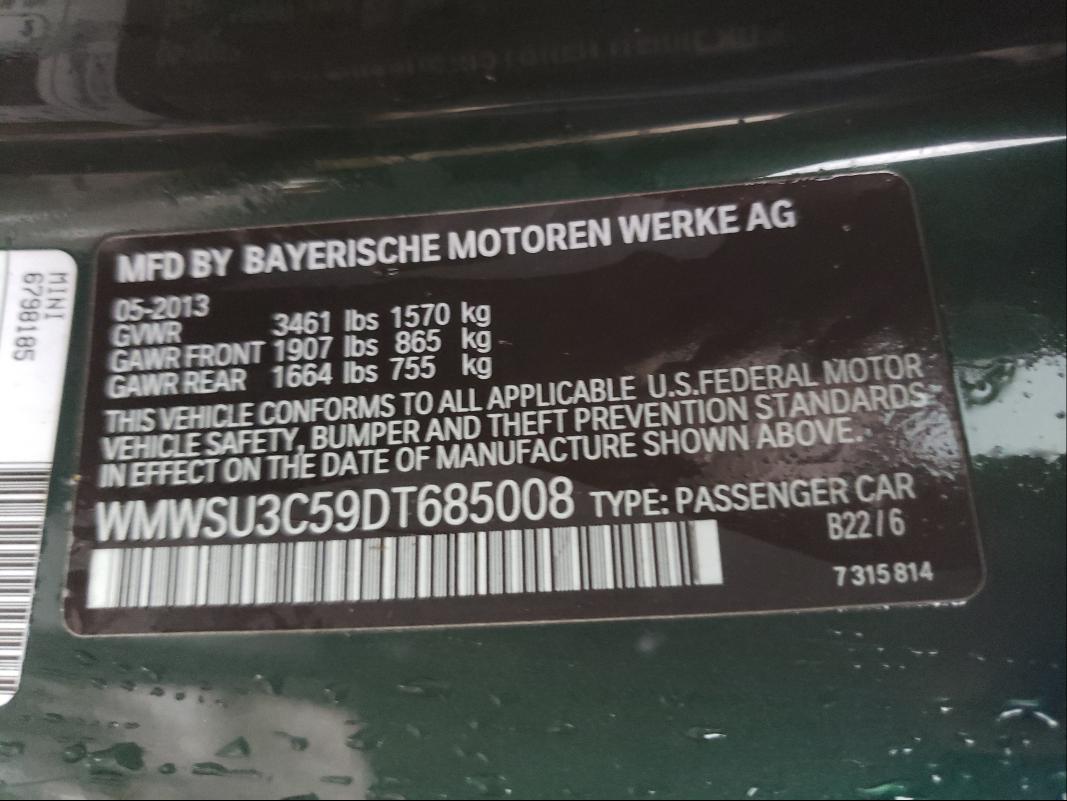 MFD BY BAYERISCHE MOTOREN WERKE AG
05-2013
GVWR 3461 lbs 1570 kg
GAWR FRONT 1907 lbs 865 kg
GAWR REAR 1664 lbs 755 kg
THIS VEHICLE CONFORMS TO ALL APPLICABLE U.S.FEDERAL MOTOR
VEHICLE SAFETY, BUMPER AND THEFT PREVENTION STANDARDS
IN EFFECT ON THE DATE OF MANUFACTURE SHOWN ABOVE.
WMWSU3C59DT685008 TYPE: PASSENGER CAR
B22/6
7 315 814
MINI
6798185